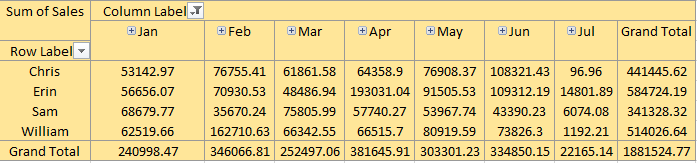 Sum of Sales Column Label
Jan Feb Mar Apr May Jun Jul Grand Total
Row Label
Chris 53142.97 76755.41 61861.58 64358.9 76908.37 108321.43 96.96 441445.62
Erin 56656.07 70930.53 48486.94 193031.04 91505.53 109312.19 14801.89 584724.19
Sam 68679.77 35670.24 75805.99 57740.27 53967.74 43390.23 6074.08 341328.32
William 62519.66 162710.63 66342.55 66515.7 80919.59 73826.3 1192.21 514026.64
Grand Total 240998.47 346066.81 252497.06 381645.91 303301.23 334850.15 22165.14 1881524.77